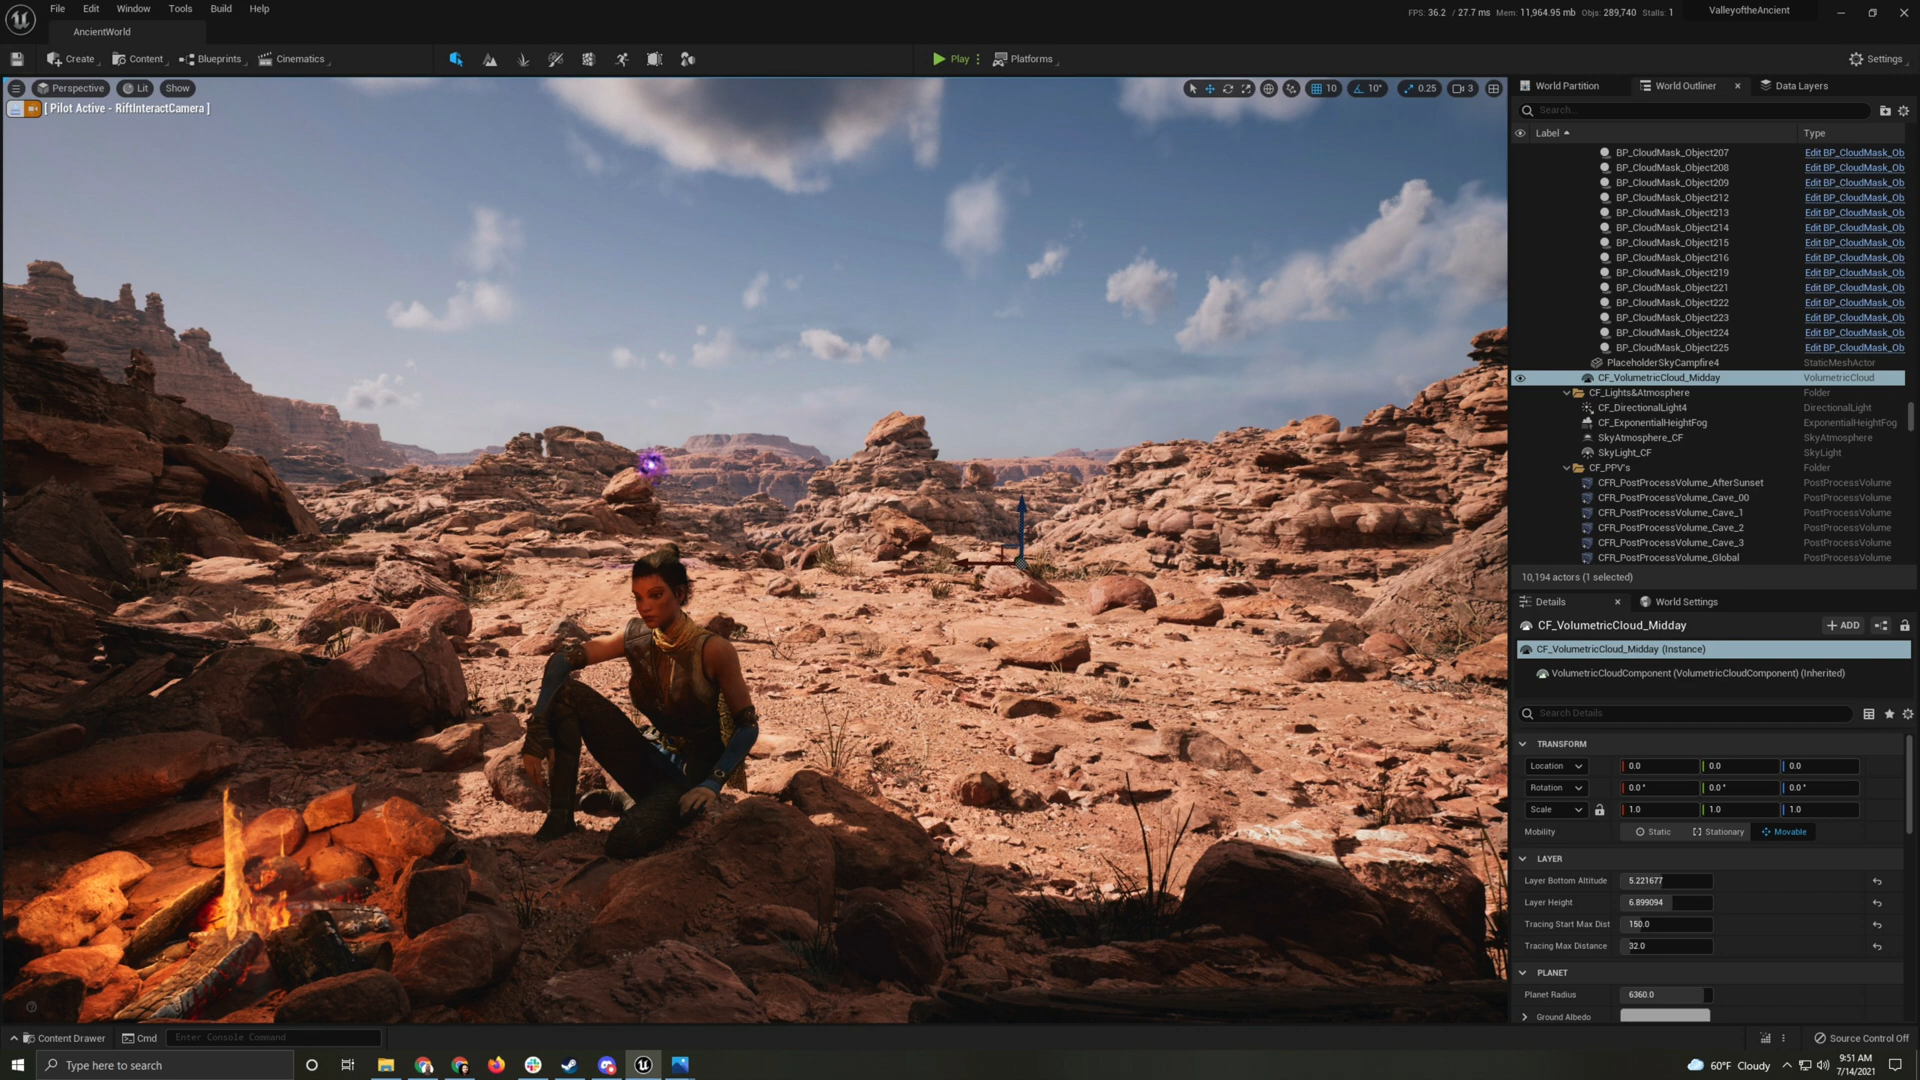 File Edit Window Tools Build Help
FPS: 36.2 / 27.7 ms Mem: 11,964.95 mb Objs: 289,740 Stalls: 1
ValleyoftheAncient
AncientWorld
Create Content Blueprints Cinematics Play Platforms Settings
Perspective Lit Show
10 10° 0.25 3
[ Pilot Active - RiftInteractCamera ]
World Partition World Outliner Data Layers
Search...
Label Type
BP_CloudMask_Object207 Edit BP_CloudMask_Ob
BP_CloudMask_Object208 Edit BP_CloudMask_Ob
BP_CloudMask_Object209 Edit BP_CloudMask_Ob
BP_CloudMask_Object212 Edit BP_CloudMask_Ob
BP_CloudMask_Object213 Edit BP_CloudMask_Ob
BP_CloudMask_Object214 Edit BP_CloudMask_Ob
BP_CloudMask_Object215 Edit BP_CloudMask_Ob
BP_CloudMask_Object216 Edit BP_CloudMask_Ob
BP_CloudMask_Object219 Edit BP_CloudMask_Ob
BP_CloudMask_Object221 Edit BP_CloudMask_Ob
BP_CloudMask_Object222 Edit BP_CloudMask_Ob
BP_CloudMask_Object223 Edit BP_CloudMask_Ob
BP_CloudMask_Object224 Edit BP_CloudMask_Ob
BP_CloudMask_Object225 Edit BP_CloudMask_Ob
PlaceholderSkyCampfire4 StaticMeshActor
CF_VolumetricCloud_Midday VolumetricCloud
CF_Lights&Atmosphere Folder
CF_DirectionalLight4 DirectionalLight
CF_ExponentialHeightFog ExponentialHeightFog
SkyAtmosphere_CF SkyAtmosphere
SkyLight_CF SkyLight
CF_PPV's Folder
CFR_PostProcessVolume_AfterSunset PostProcessVolume
CFR_PostProcessVolume_Cave_00 PostProcessVolume
CFR_PostProcessVolume_Cave_1 PostProcessVolume
CFR_PostProcessVolume_Cave_2 PostProcessVolume
CFR_PostProcessVolume_Cave_3 PostProcessVolume
CFR_PostProcessVolume_Global PostProcessVolume
10,194 actors (1 selected)
Details World Settings
CF_VolumetricCloud_Midday + ADD
CF_VolumetricCloud_Midday (Instance)
VolumetricCloudComponent (VolumetricCloudComponent) (Inherited)
Search Details
TRANSFORM
Location 0.0 0.0 0.0
Rotation 0.0 ° 0.0 ° 0.0 °
Scale 1.0 1.0 1.0
Mobility Static Stationary Movable
LAYER
Layer Bottom Altitude 5.221677
Layer Height 6.899094
Tracing Start Max Dist 150.0
Tracing Max Distance 32.0
PLANET
Planet Radius 6360.0
Ground Albedo
Content Drawer Cmd Enter Console Command Source Control Off
Type here to search
60°F Cloudy
9:51 AM
7/14/2021